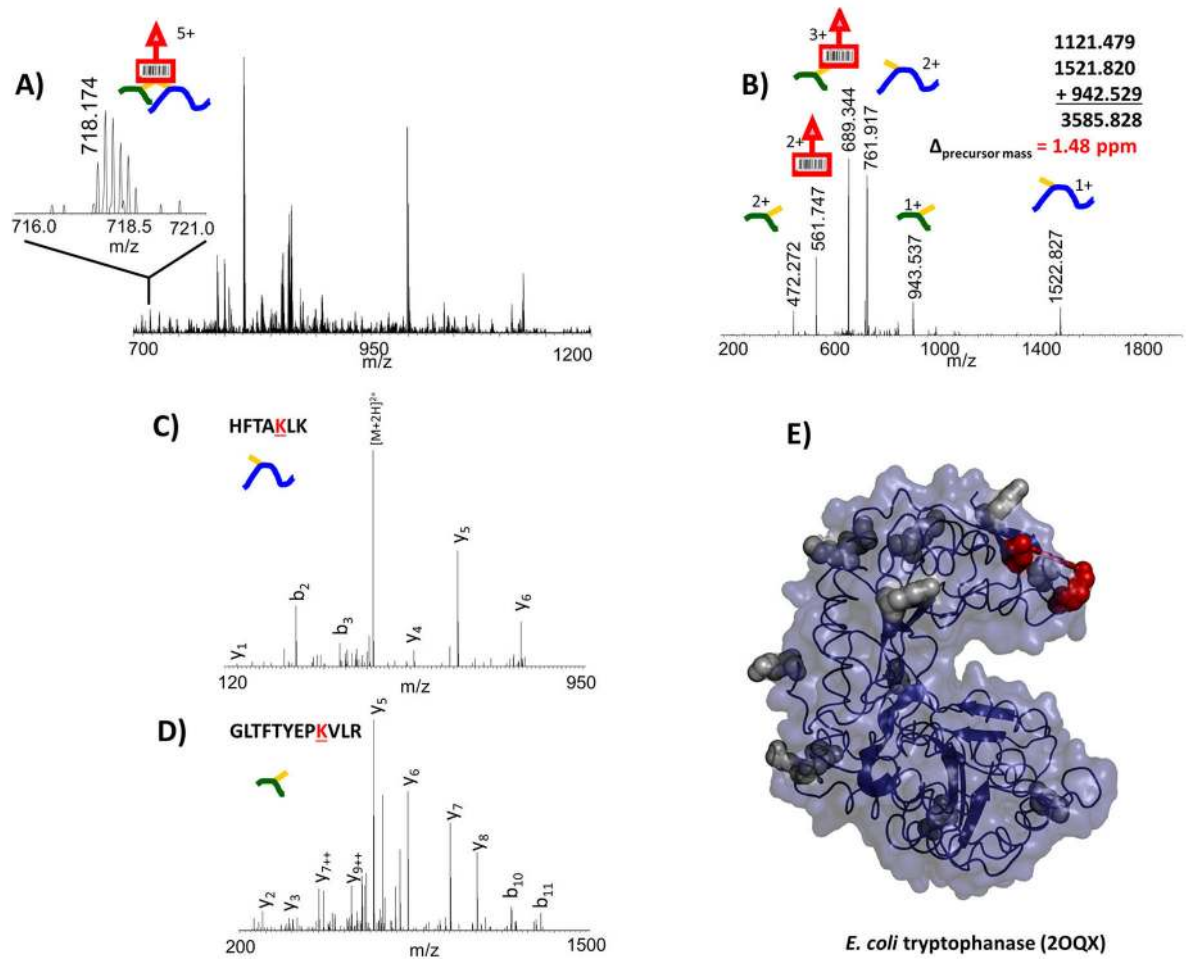 A)
5+
718.174
716.0 718.5 721.0
m/z
700 950 1200
m/z
B)
3+
2+
1121.479
1521.820
+ 942.529
3585.828
Δprecursor mass = 1.48 ppm
2+
689.344
761.917
2+
561.747
472.272
1+
943.537
1+
1522.827
200 600 1000 1400 1800
m/z
C)
HFTAKLK
[M+2H]2+
y1
b2
b3
y4
y5
y6
120 950
m/z
D)
GLTFTYEPKVLR
y2
y3
y7++
y9++
y5
y6
y7
y8
b10
b11
200 1500
m/z
E)
E. coli tryptophanase (2OQX)